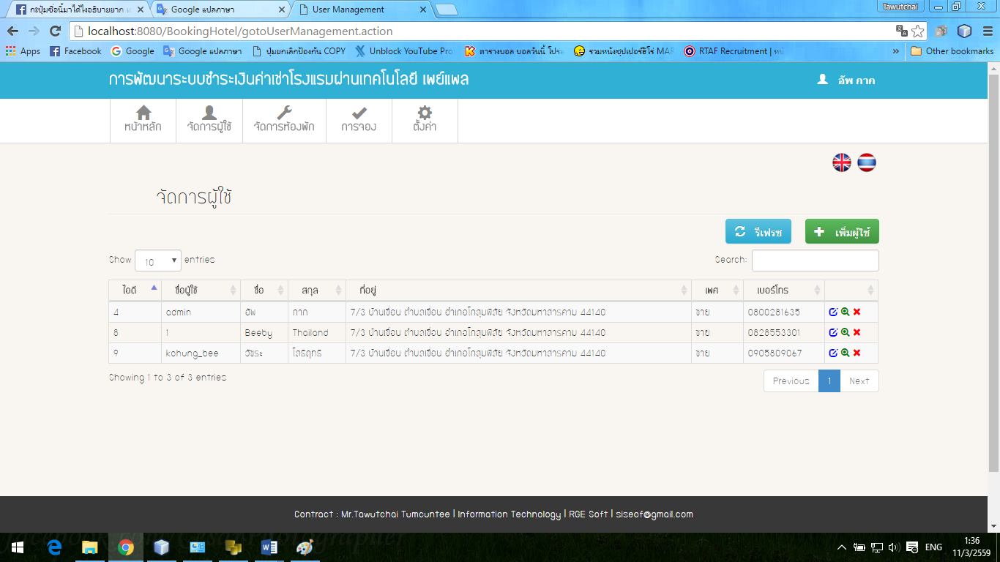 กะปุ่มชื่อนี้มาได้ไงอธิบายยาก Google แปลภาษา User Management Tawutchai
localhost:8080/BookingHotel/gotoUserManagement.action
Apps Facebook Google Google แปลภาษา ปุ่มยกเลิกป้องกัน COPY Unblock YouTube Pro ตารางบอล บอลวันนี้ โปร รวมหนังซุปเปอร์ฮีโร่ MAR RTAF Recruitment | » Other bookmarks
การพัฒนาระบบชำระเงินค่าเช่าโรงแรมผ่านเทคโนโลยี เพย์แพล อัพ กาก
หน้าหลัก จัดการผู้ใช้ จัดการห้องพัก การจอง ตั้งค่า
จัดการผู้ใช้
รีเฟรช เพิ่มผู้ใช้
Show 10 entries Search:
ไอดี ชื่อผู้ใช้ ชื่อ สกุล ที่อยู่ เพศ เบอร์โทร
4 admin อัพ กาก 7/3 บ้านเขื่อน ตำบลเขื่อน อำเภอโกสุมพิสัย จังหวัดมหาสารคาม 44140 ชาย 0800281635
8 1 Beeby Thailand 7/3 บ้านเขื่อน ตำบลเขื่อน อำเภอโกสุมพิสัย จังหวัดมหาสารคาม 44140 ชาย 0828553301
9 kohung_bee วัชระ โสธิฤทธิ์ 7/3 บ้านเขื่อน ตำบลเขื่อน อำเภอโกสุมพิสัย จังหวัดมหาสารคาม 44140 ชาย 0905809067
Showing 1 to 3 of 3 entries Previous 1 Next
Contract : Mr.Tawutchai Tumcuntee | Information Technology | RGE Soft | siseof@gmail.com
ENG 1:36
11/3/2559